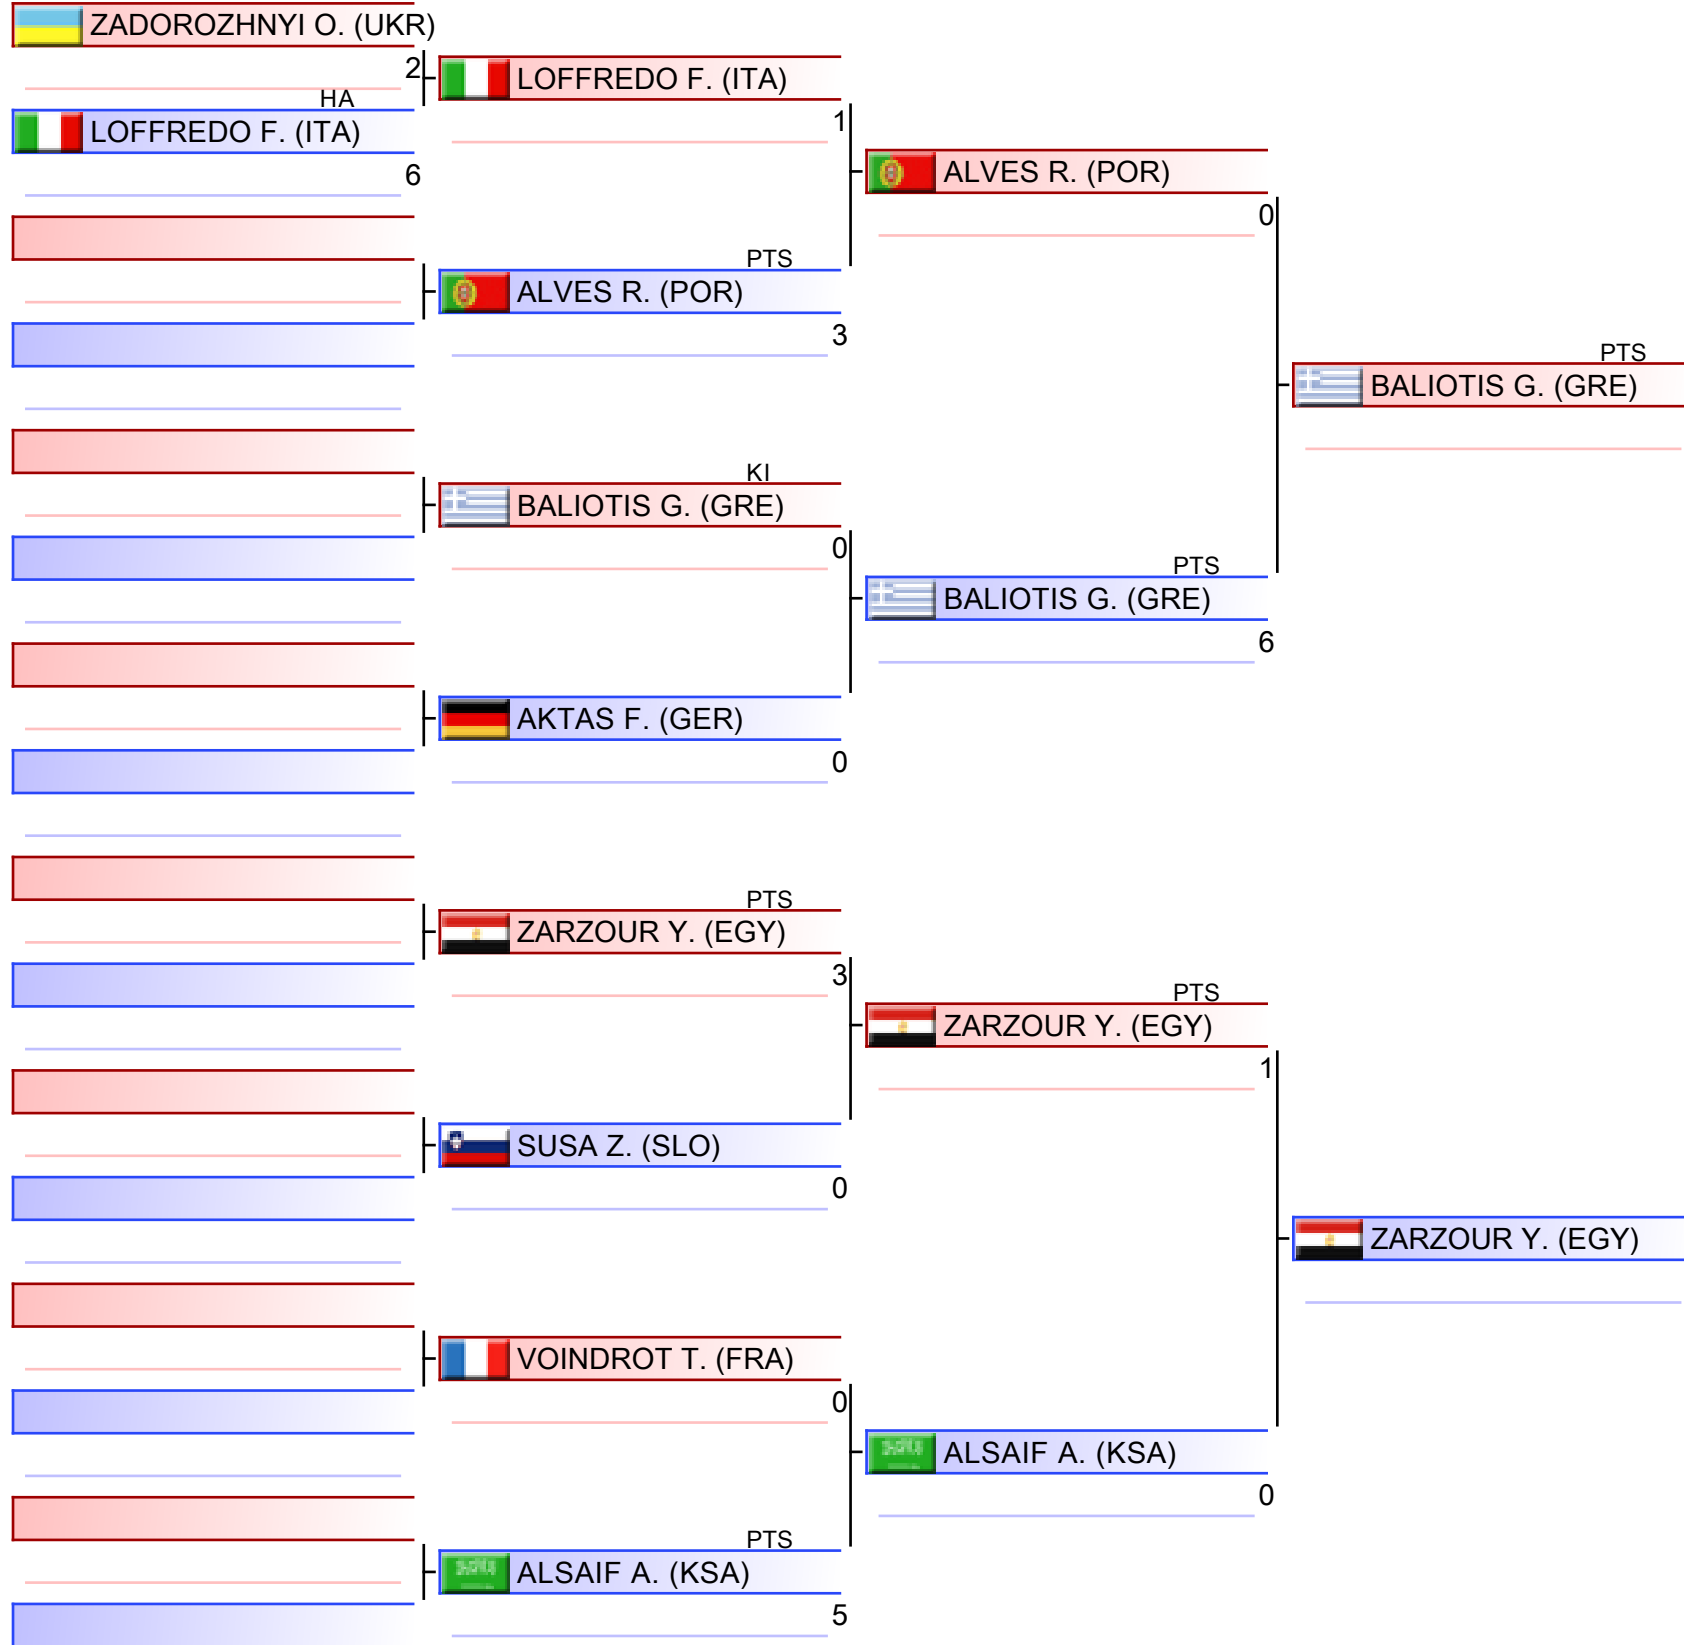 ZADOROZHNYI O. (UKR)
2
HA
LOFFREDO F. (ITA)
6
LOFFREDO F. (ITA)
1
PTS
ALVES R. (POR)
3
KI
BALIOTIS G. (GRE)
0
AKTAS F. (GER)
0
PTS
ZARZOUR Y. (EGY)
3
SUSA Z. (SLO)
0
VOINDROT T. (FRA)
0
PTS
ALSAIF A. (KSA)
5
ALVES R. (POR)
0
PTS
BALIOTIS G. (GRE)
6
PTS
ZARZOUR Y. (EGY)
1
ALSAIF A. (KSA)
0
PTS
BALIOTIS G. (GRE)
ZARZOUR Y. (EGY)